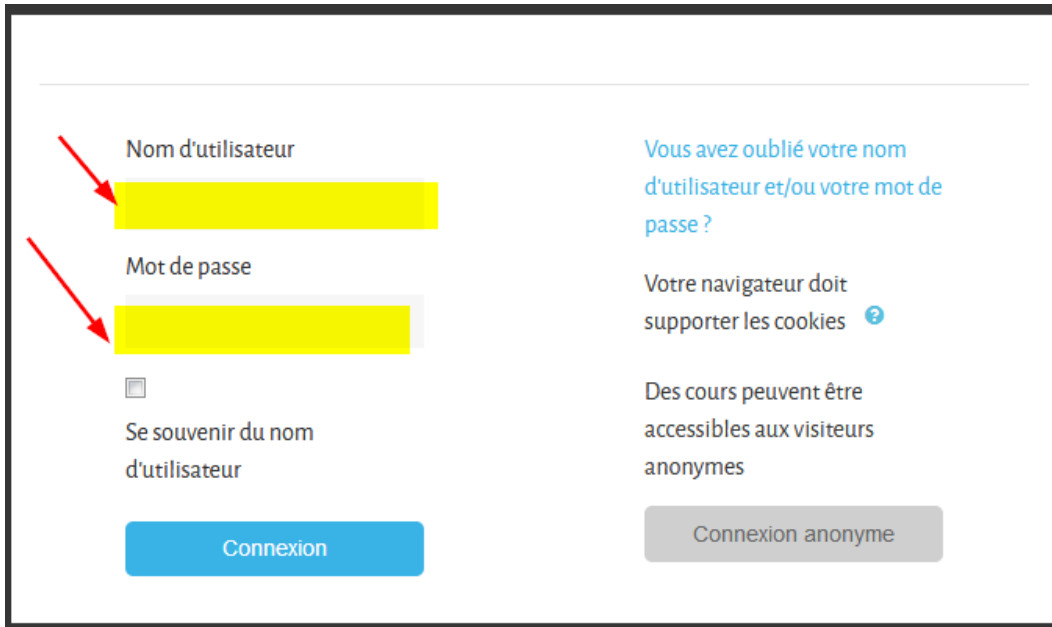 Nom d'utilisateur
Mot de passe
Se souvenir du nom
d'utilisateur
Connexion
Vous avez oublié votre nom
d'utilisateur et/ou votre mot de
passe ?
Votre navigateur doit
supporter les cookies ?
Des cours peuvent être
accessibles aux visiteurs
anonymes
Connexion anonyme